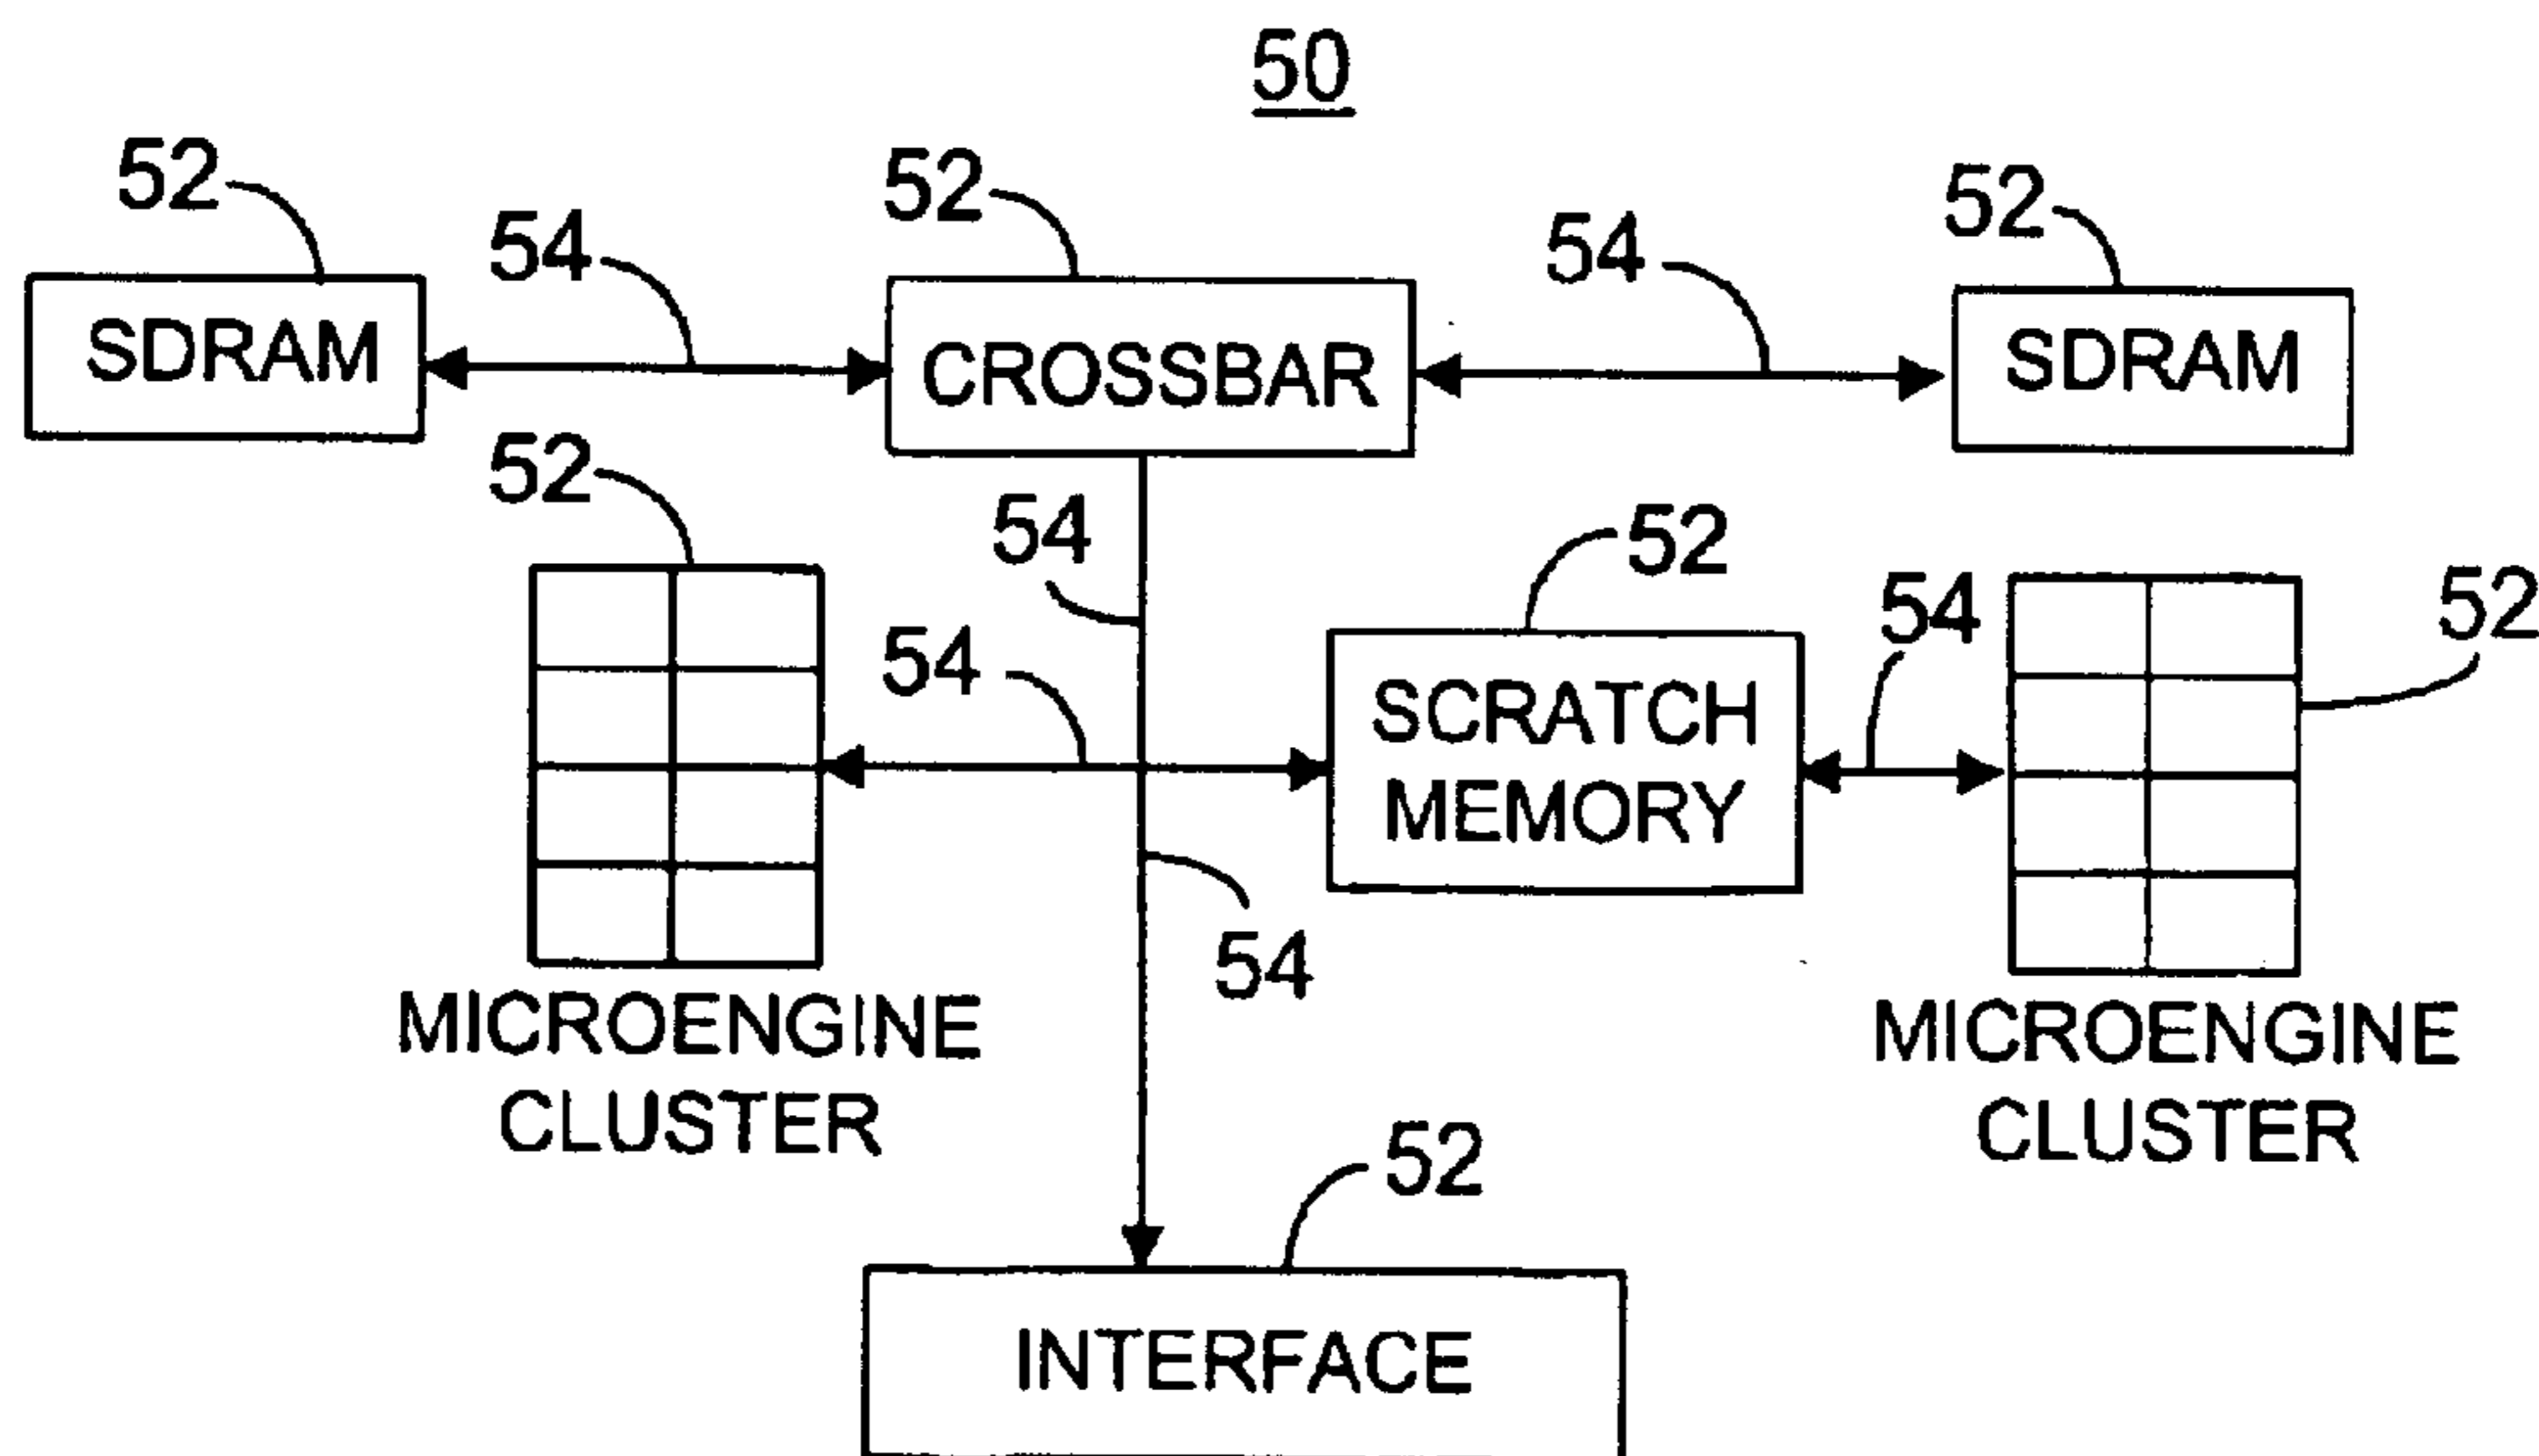 50
52
54
52
54
52
SDRAM
CROSSBAR
SDRAM
52
54
52
54
54
52
SCRATCH
MEMORY
54
MICROENGINE
CLUSTER
MICROENGINE
CLUSTER
52
INTERFACE